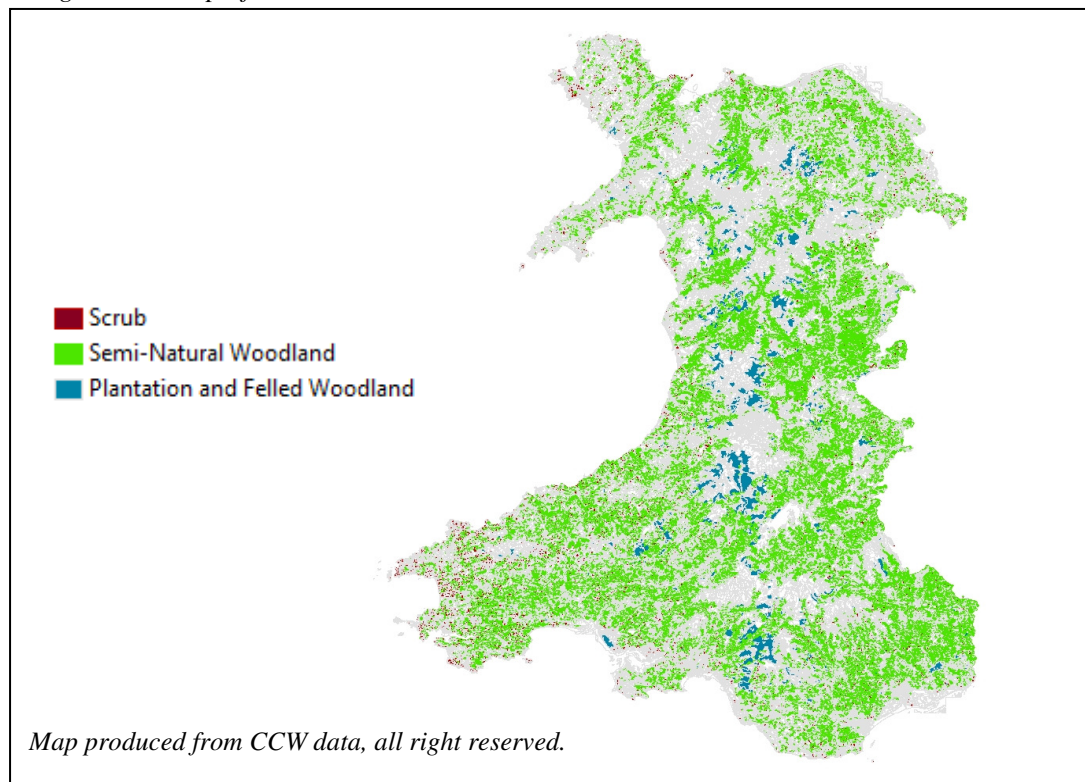 Scrub
Semi-Natural Woodland
Plantation and Felled Woodland
Map produced from CCW data, all right reserved.